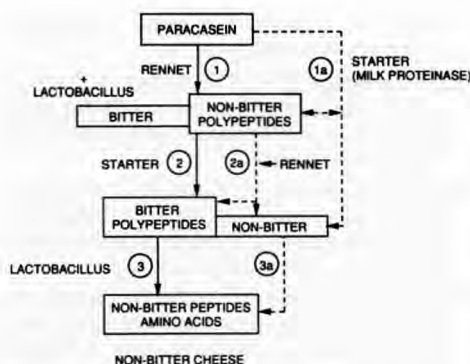 PARACASEIN
RENNET 1 1a STARTER
(MILK PROTEINASE)
+
LACTOBACILLUS
BITTER
NON-BITTER
POLYPEPTIDES
STARTER 2 2a RENNET
BITTER
POLYPEPTIDES
NON-BITTER
LACTOBACILLUS 3 3a
NON-BITTER PEPTIDES
AMINO ACIDS
NON-BITTER CHEESE